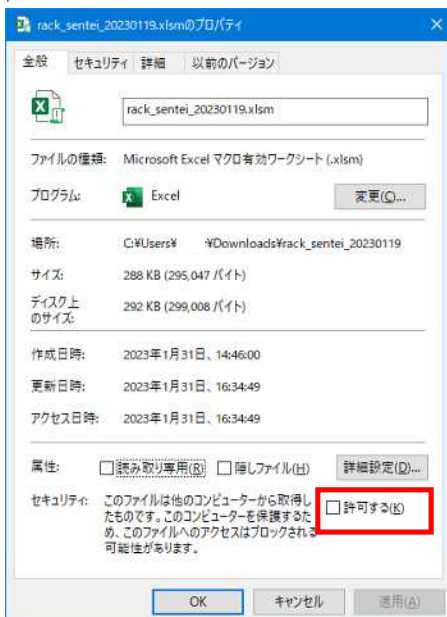 rack_sentei_20230119.xlsmのプロパティ
全般 セキュリティ 詳細 以前のバージョン
rack_sentei_20230119.xlsm
ファイルの種類: Microsoft Excel マクロ有効ワークシート (.xlsm)
プログラム: Excel 変更(C)...
場所: C:¥Users¥ ¥Downloads¥rack_sentei_20230119
サイズ: 288 KB (295,047 バイト)
ディスク上
のサイズ: 292 KB (299,008 バイト)
作成日時: 2023年1月31日、14:46:00
更新日時: 2023年1月31日、16:34:49
アクセス日時: 2023年1月31日、16:34:49
属性: 読み取り専用(R) 隠しファイル(H) 詳細設定(D)...
セキュリティ: このファイルは他のコンピューターから取得し
たものです。このコンピューターを保護するた
め、このファイルへのアクセスはブロックされる
可能性があります。
許可する(K)
OK キャンセル 適用(A)